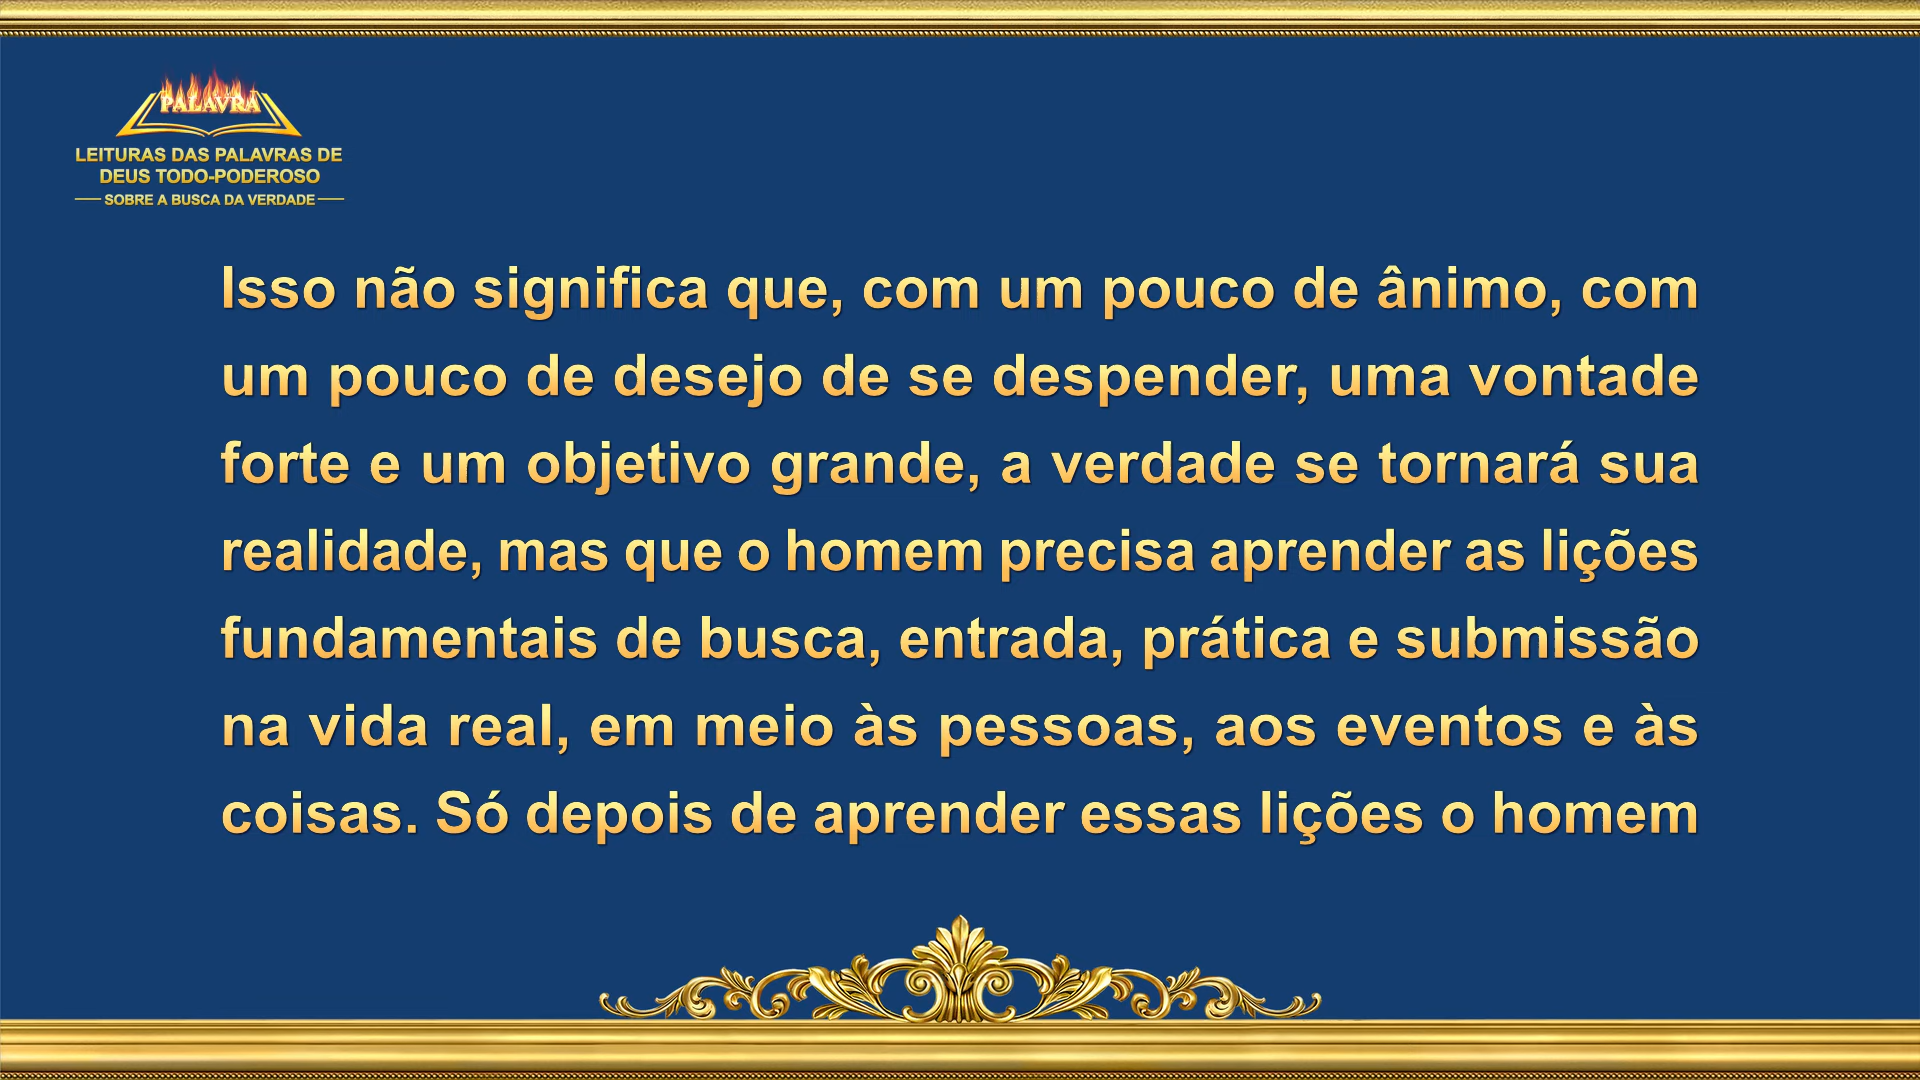 PALAVRA
LEITURAS DAS PALAVRAS DE
DEUS TODO-PODEROSO
SOBRE A BUSCA DA VERDADE
Isso não significa que, com um pouco de ânimo, com
um pouco de desejo de se despender, uma vontade
forte e um objetivo grande, a verdade se tornará sua
realidade, mas que o homem precisa aprender as lições
fundamentais de busca, entrada, prática e submissão
na vida real, em meio às pessoas, aos eventos e às
coisas. Só depois de aprender essas lições o homem